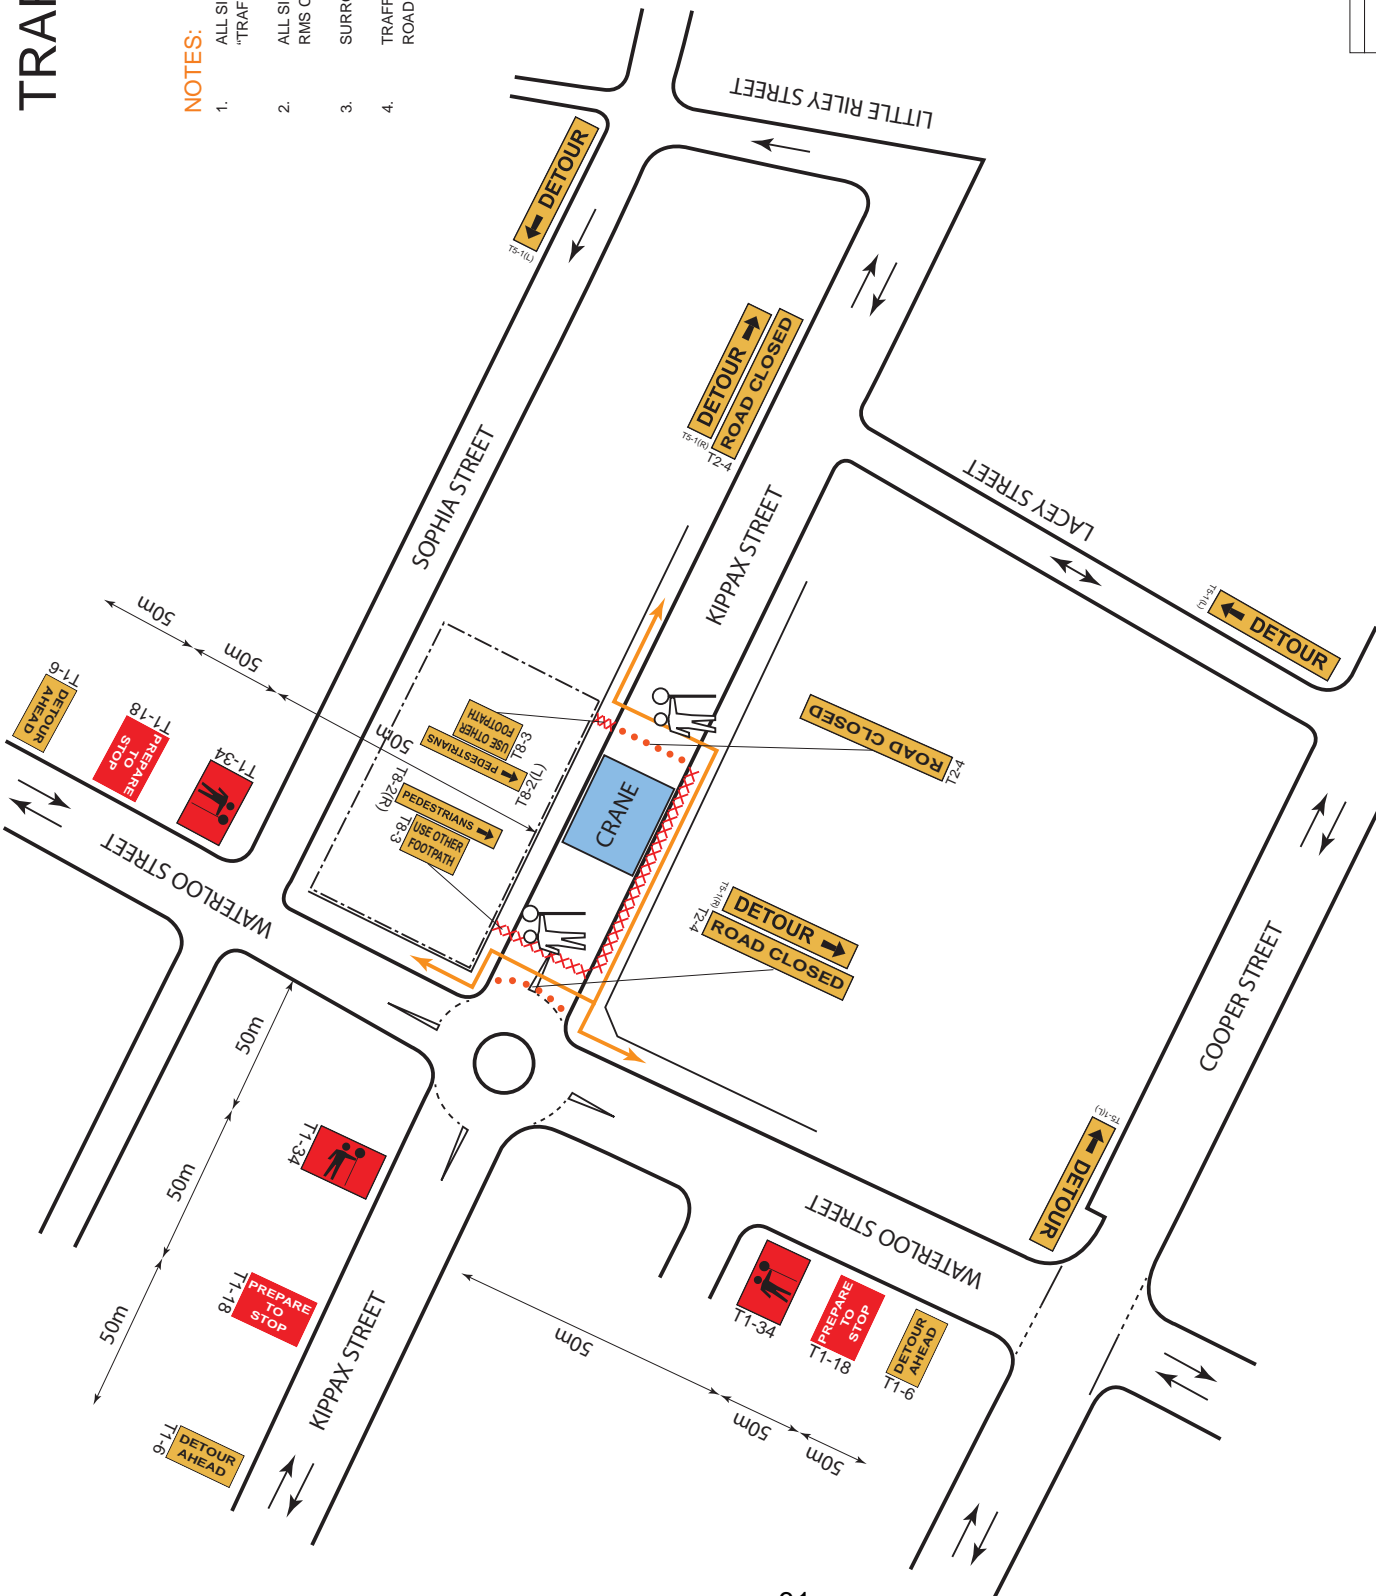 TRAF
NOTES:
1. ALL SI
"TRAF
2. ALL SI
RMS C
3. SURRO
4. TRAFF
ROAD
LITTLE RILEY STREET
DETOUR
T5-1(L)
SOPHIA STREET
DETOUR
ROAD CLOSED
T5-1(R)
T2-4
KIPPAX STREET
LACEY STREET
T5-1(L)
DETOUR
50m
50m
50m
T1-6
DETOUR
AHEAD
T1-18
PREPARE
TO
STOP
T1-34
WATERLOO STREET
USE OTHER
FOOTPATH
T8-3
PEDESTRIANS
T8-2(L)
T8-2(R)
PEDESTRIANS
T8-3
USE OTHER
FOOTPATH
CRANE
ROAD CLOSED
T2-4
T5-1(R)
DETOUR
T2-4
ROAD CLOSED
COOPER STREET
50m
50m
50m
T1-34
T1-18
PREPARE
TO
STOP
T1-6
DETOUR
AHEAD
KIPPAX STREET
T5-1(L)
DETOUR
WATERLOO STREET
T1-34
PREPARE
TO
STOP
T1-18
DETOUR
AHEAD
T1-6
50m
50m
50m